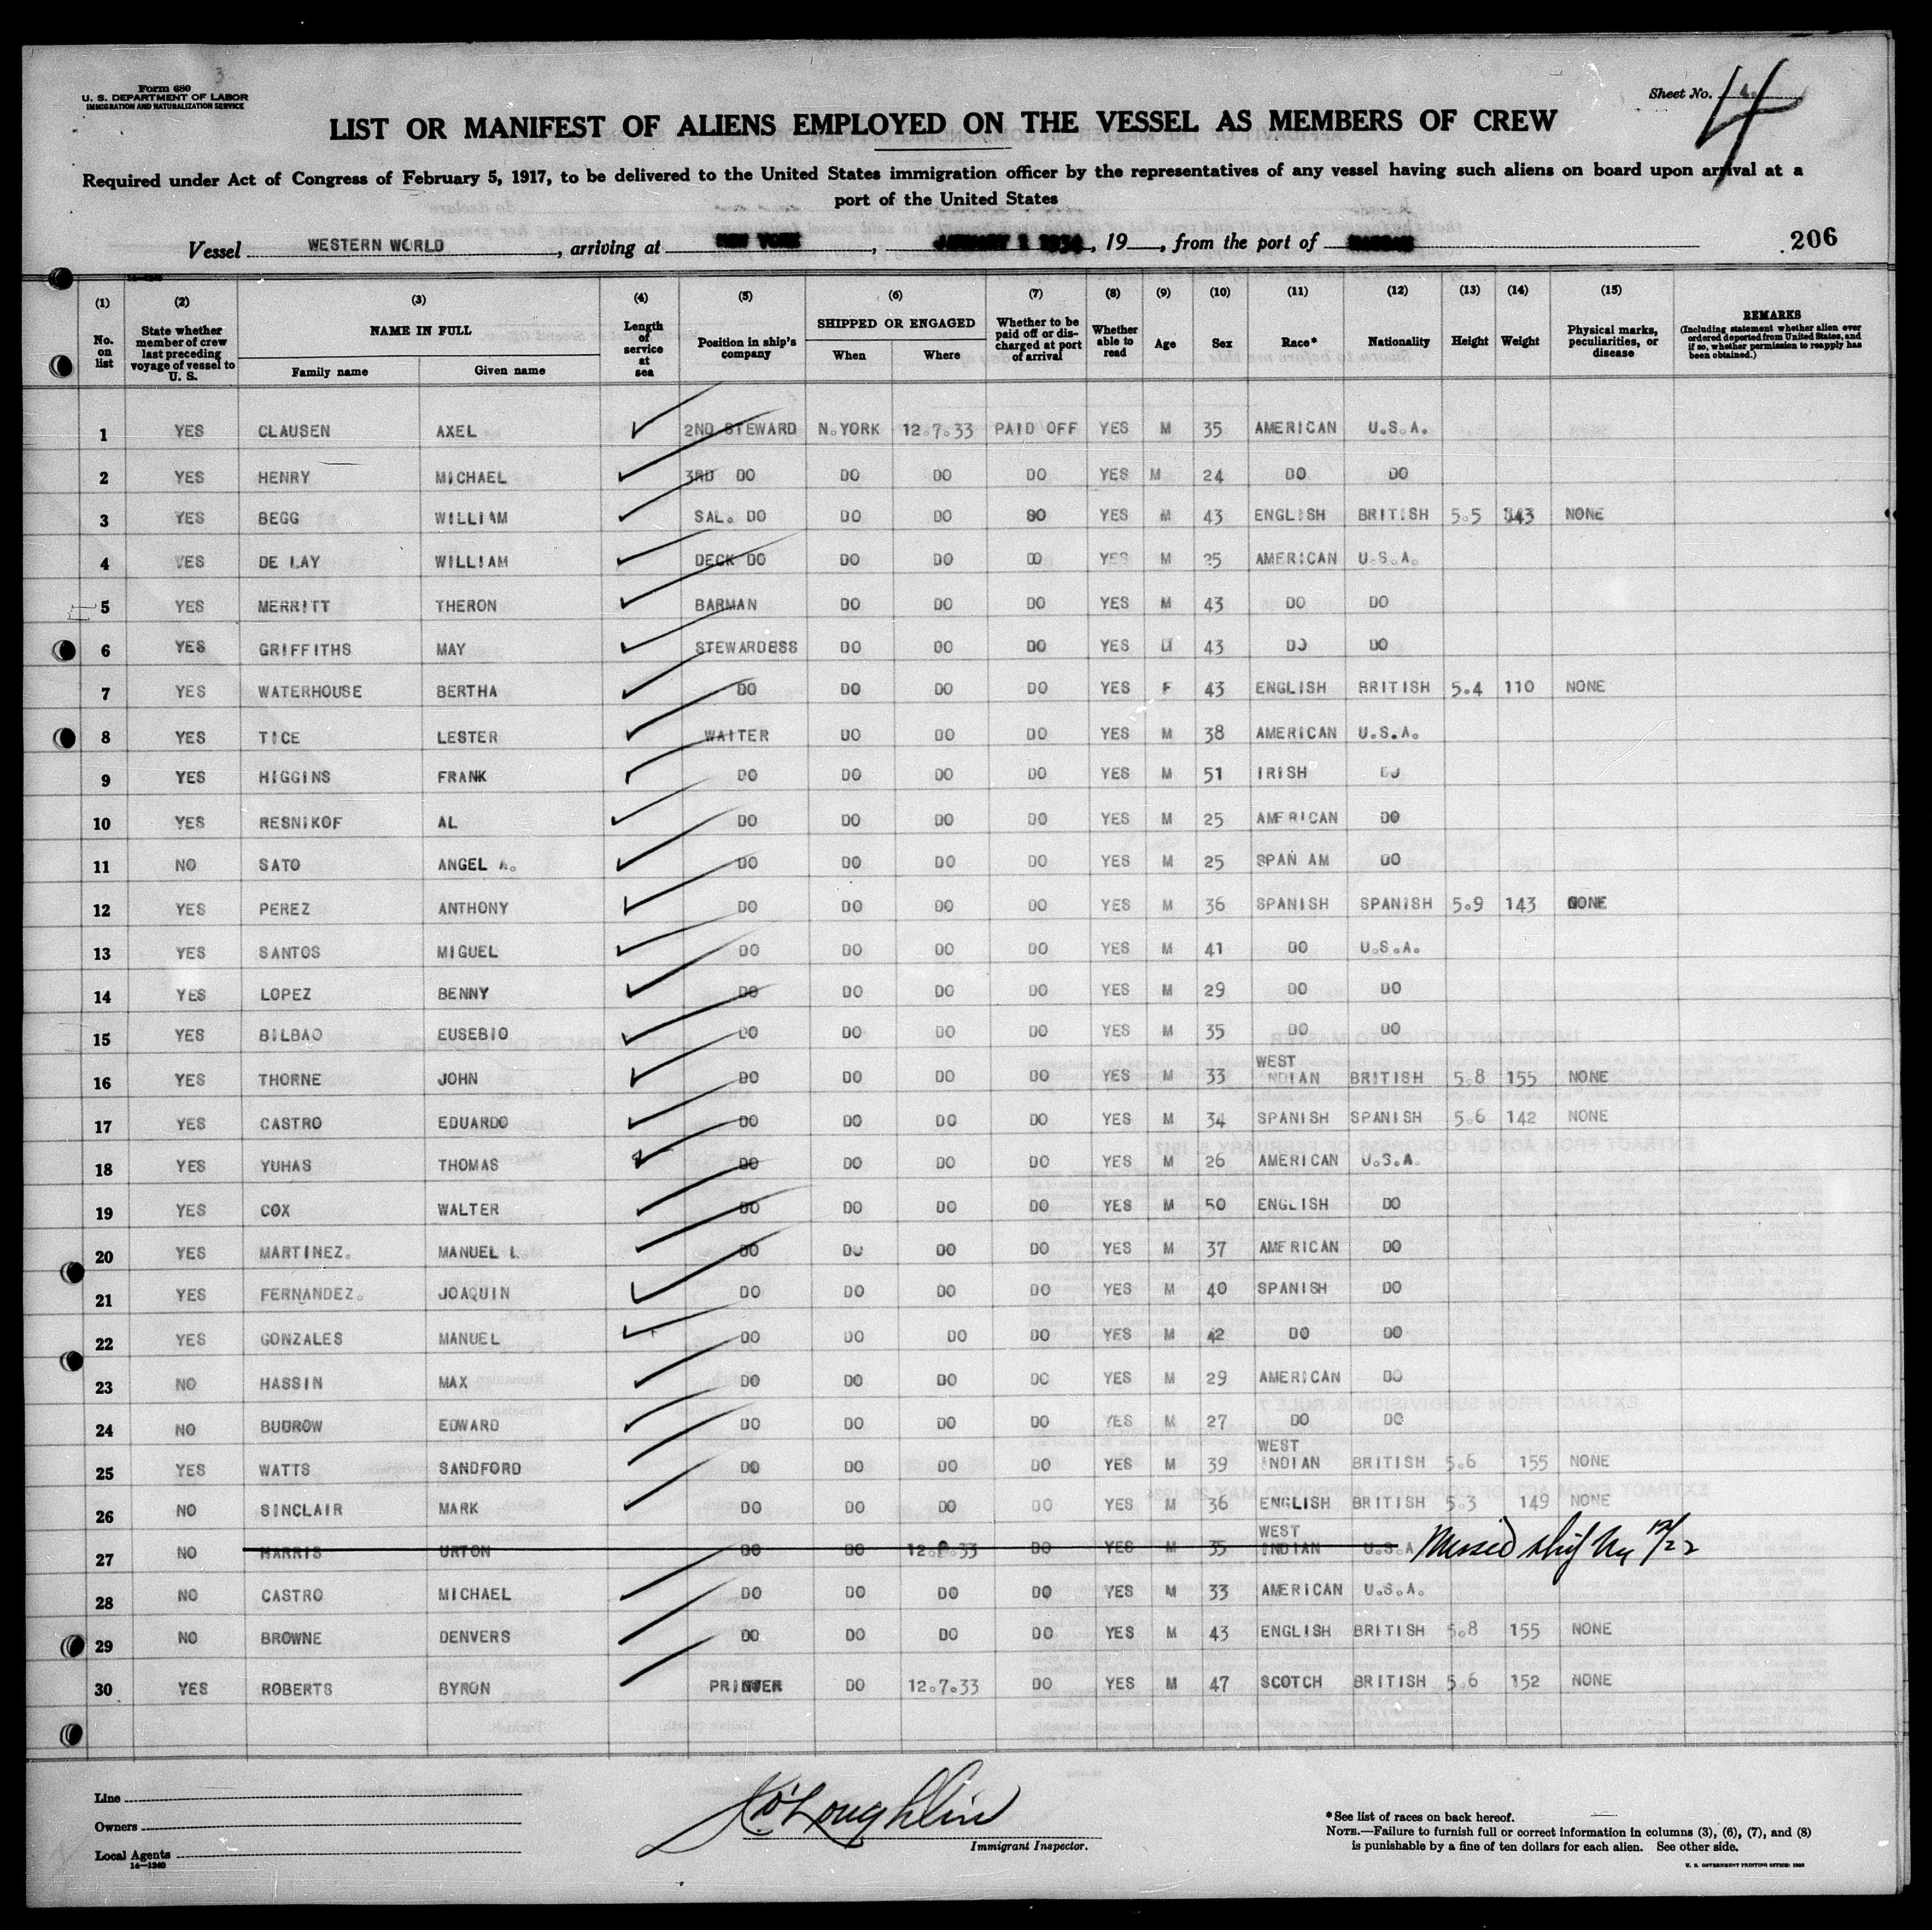 3
Form 680
U. S. DEPARTMENT OF LABOR
IMMIGRATION AND NATURALIZATION SERVICE
Sheet No. 4.
4
LIST OR MANIFEST OF ALIENS EMPLOYED ON THE VESSEL AS MEMBERS OF CREW
Required under Act of Congress of February 5, 1917, to be delivered to the United States immigration officer by the representatives of any vessel having such aliens on board upon arrival at a
port of the United States
Vessel WESTERN WORLD, arriving at NEW YORK, JANUARY 2 1934, 19, from the port of NASSAU
206
(1) (2) (3) (4) (5) (6) (7) (8) (9) (10) (11) (12) (13) (14) (15)
No. on list State whether member of crew last preceding voyage of vessel to U. S. NAME IN FULL Family name Given name Length of service at sea Position in ship's company SHIPPED OR ENGAGED When Where Whether to be paid off or discharged at port of arrival Whether able to read Age Sex Race* Nationality Height Weight Physical marks, peculiarities, or disease REMARKS (Including statement whether alien ever ordered deported from United States, and if so, whether permission to reapply has been obtained.)
1 YES CLAUSEN AXEL 2ND STEWARD N.YORK 12.7.33 PAID OFF YES M 35 AMERICAN U.S.A.
2 YES HENRY MICHAEL 3RD DO DO DO DO YES M 24 DO DO
3 YES BEGG WILLIAM SAL. DO DO DO DO YES M 43 ENGLISH BRITISH 5.5 143 NONE
4 YES DE LAY WILLIAM DECK DO DO DO DO YES M 25 AMERICAN U.S.A.
5 YES MERRITT THERON BARMAN DO DO DO YES M 43 DO DO
6 YES GRIFFITHS MAY STEWARDESS DO DO DO YES 43 DO DO
7 YES WATERHOUSE BERTHA DO DO DO DO YES F 43 ENGLISH BRITISH 5.4 110 NONE
8 YES TICE LESTER WAITER DO DO DO YES M 38 AMERICAN U.S.A.
9 YES HIGGINS FRANK DO DO DO DO YES M 51 IRISH DO
10 YES RESNIKOF AL DO DO DO DO YES M 25 AMERICAN DO
11 NO SATO ANGEL A. DO DO DO DO YES M 25 SPAN AM DO
12 YES PEREZ ANTHONY DO DO DO DO YES M 36 SPANISH SPANISH 5.9 143 NONE
13 YES SANTOS MIGUEL DO DO DO DO YES M 41 DO U.S.A.
14 YES LOPEZ BENNY DO DO DO DO YES M 29 DO DO
15 YES BILBAO EUSEBIO DO DO DO DO YES M 35 DO DO
16 YES THORNE JOHN DO DO DO DO YES M 33 WEST INDIAN BRITISH 5.8 155 NONE
17 YES CASTRO EDUARDO DO DO DO DO YES M 34 SPANISH SPANISH 5.6 142 NONE
18 YES YUHAS THOMAS DO DO DO DO YES M 26 AMERICAN U.S.A.
19 YES COX WALTER DO DO DO DO YES M 50 ENGLISH DO
20 YES MARTINEZ. MANUEL I. DO DO DO DO YES M 37 AMERICAN DO
21 YES FERNANDEZ. JOAQUIN DO DO DO DO YES M 40 SPANISH DO
22 YES GONZALES MANUEL DO DO DO DO YES M 42 DO DO
23 NO HASSIN MAX DO DO DO DO YES M 29 AMERICAN DO
24 NO BUDROW EDWARD DO DO DO DO YES M 27 DO DO
25 YES WATTS SANDFORD DO DO DO DO YES M 39 WEST INDIAN BRITISH 5.6 155 NONE
26 NO SINCLAIR MARK DO DO DO DO YES M 36 ENGLISH BRITISH 5.3 149 NONE
27 NO HARRIS URTON DO DO 12.8.33 DO YES M 35 WEST INDIAN U.S.A Missed ship Ny 12/22
28 NO CASTRO MICHAEL DO DO DO DO YES M 33 AMERICAN U.S.A.
29 NO BROWNE DENVERS DO DO DO DO YES M 43 ENGLISH BRITISH 5.8 155 NONE
30 YES ROBERTS BYRON PRINTER DO 12.7.33 DO YES M 47 SCOTCH BRITISH 5.6 152 NONE
Line
Owners
Local Agents
14—1240
O'Loughlin
Immigrant Inspector.
*See list of races on back hereof.
NOTE.—Failure to furnish full or correct information in columns (3), (6), (7), and (8)
is punishable by a fine of ten dollars for each alien. See other side.
U. S. GOVERNMENT PRINTING OFFICE: 1933